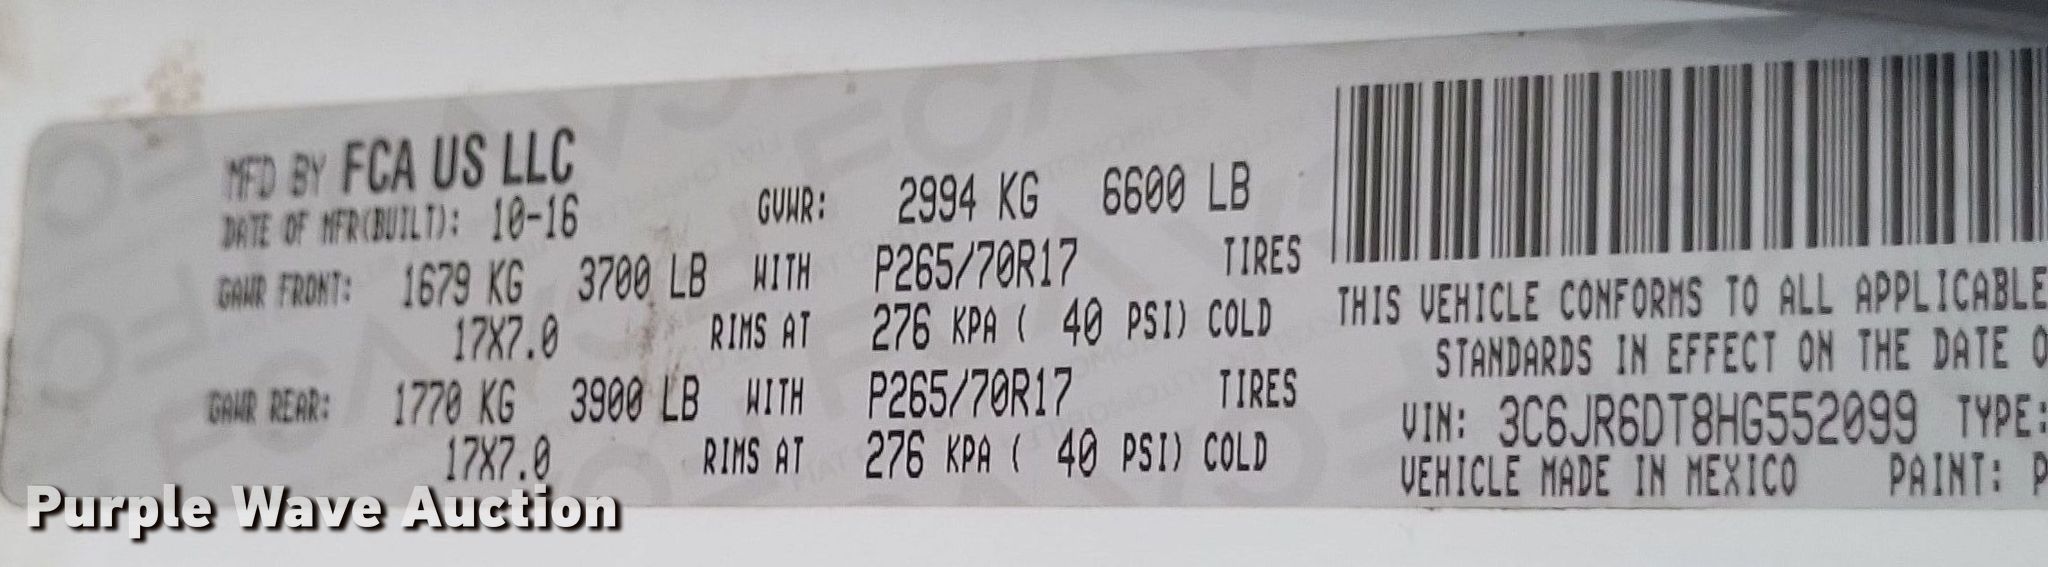 MFD BY FCA US LLC
DATE OF MFR(BUILT): 10-16 GVWR: 2994 KG 6600 LB
GAWR FRONT: 1679 KG 3700 LB WITH P265/70R17 TIRES
17X7.0 RIMS AT 276 KPA ( 40 PSI) COLD
GAWR REAR: 1770 KG 3900 LB WITH P265/70R17 TIRES
17X7.0 RIMS AT 276 KPA ( 40 PSI) COLD
THIS VEHICLE CONFORMS TO ALL APPLICABLE
STANDARDS IN EFFECT ON THE DATE O
VIN: 3C6JR6DT8HG552099 TYPE:
VEHICLE MADE IN MEXICO PAINT: P
Purple Wave Auction